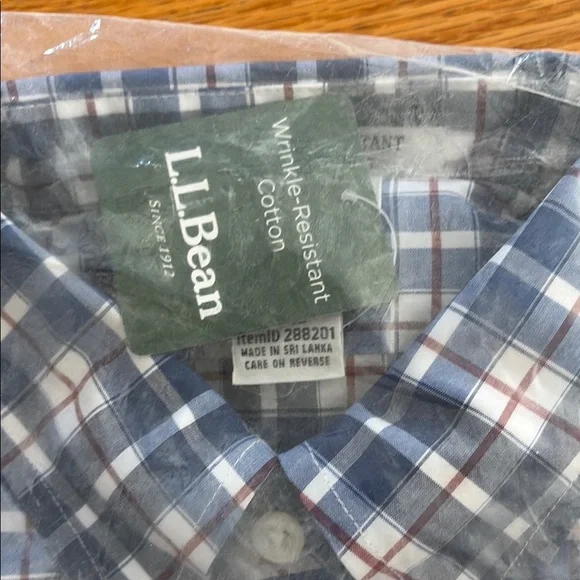 L.L.Bean
SINCE 1912
Wrinkle-Resistant
Cotton
ItemID 288201
MADE IN SRI LANKA
CARE ON REVERSE